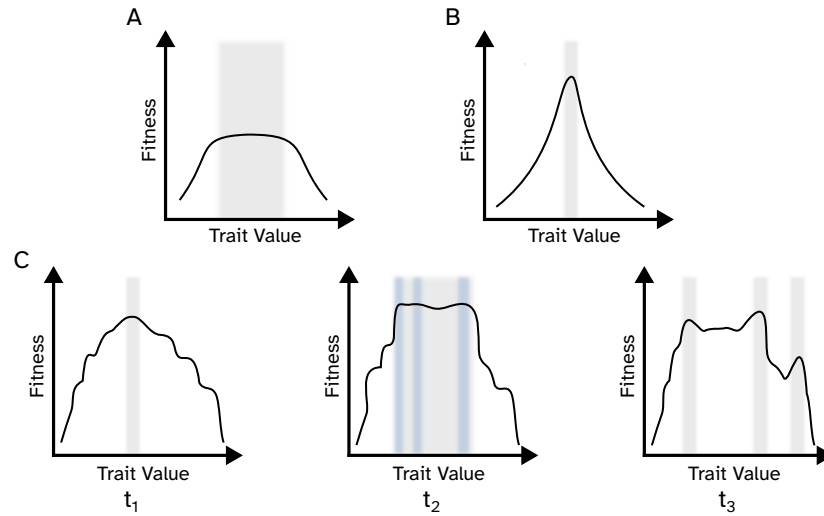 A
B
Fitness
Fitness
Trait Value
Trait Value
C
Fitness
Fitness
Fitness
Trait Value
Trait Value
Trait Value
t₁
t₂
t₃